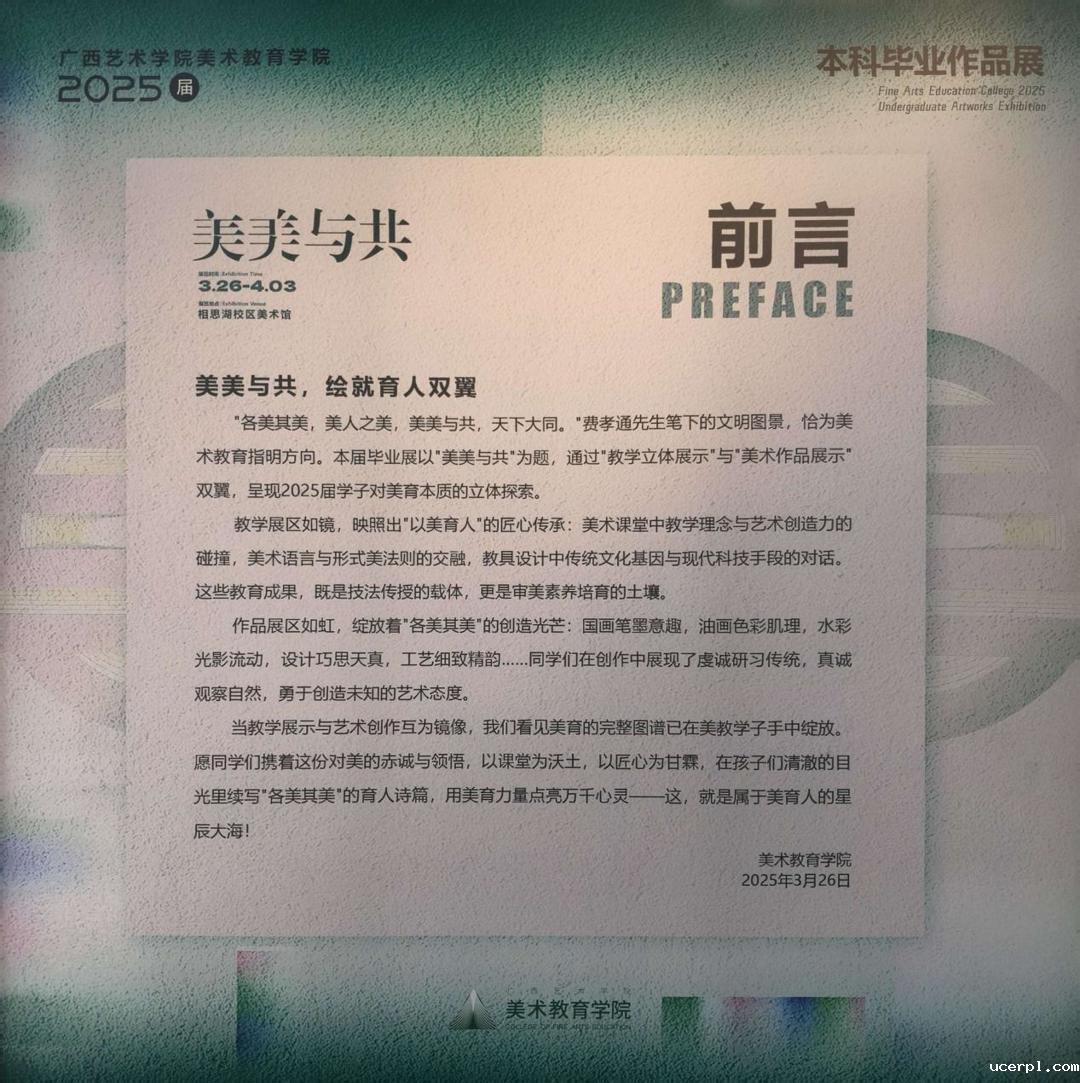 广西艺术学院美术教育学院
2025届
本科毕业作品展
Fine Arts Education College 2025
Undergraduate Artworks Exhibition
美美与共
展览时间 /Exhibition Time
3.26-4.03
展览地点 /Exhibition Venue
相思湖校区美术馆
前言
PREFACE
美美与共，绘就育人双翼
"各美其美，美人之美，美美与共，天下大同。"费孝通先生笔下的文明图景，恰为美
术教育指明方向。本届毕业展以"美美与共"为题，通过"教学立体展示"与"美术作品展示"
双翼，呈现2025届学子对美育本质的立体探索。
教学展区如镜，映照出"以美育人"的匠心传承：美术课堂中教学理念与艺术创造力的
碰撞，美术语言与形式美法则的交融，教具设计中传统文化基因与现代科技手段的对话。
这些教育成果，既是技法传授的载体，更是审美素养培育的土壤。
作品展区如虹，绽放着"各美其美"的创造光芒：国画笔墨意趣，油画色彩肌理，水彩
光影流动，设计巧思天真，工艺细致精韵......同学们在创作中展现了虔诚研习传统，真诚
观察自然，勇于创造未知的艺术态度。
当教学展示与艺术创作互为镜像，我们看见美育的完整图谱已在美教学子手中绽放。
愿同学们携着这份对美的赤诚与领悟，以课堂为沃土，以匠心为甘霖，在孩子们清澈的目
光里续写"各美其美"的育人诗篇，用美育力量点亮万千心灵——这，就是属于美育人的星
辰大海！
美术教育学院
2025年3月26日
广西艺术学院
美术教育学院
COLLEGE OF FINE ARTS EDUCATION
ucerpl.com